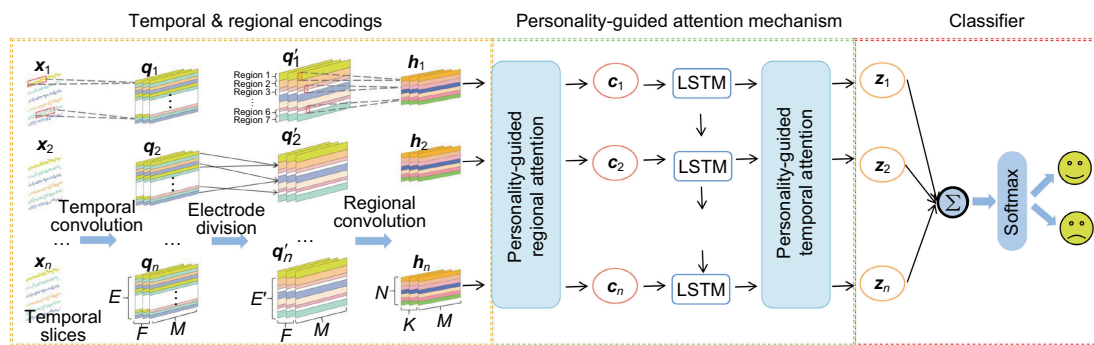 Temporal & regional encodings
Personality-guided attention mechanism
Classifier
x1
q1
q′1
h1
Region 1
Region 2
Region 3
⋮
Region 6
Region 7
⋮
x2
q2
q′2
h2
⋮
Temporal
convolution
Electrode
division
Regional
convolution
...
...
...
...
xn
qn
q′n
hn
E
E′
N
⋮
F
M
F
M
K
M
Temporal
slices
Personality-guided
regional attention
c1
c2
cn
LSTM
LSTM
LSTM
Personality-guided
temporal attention
z1
z2
zn
Σ
Softmax